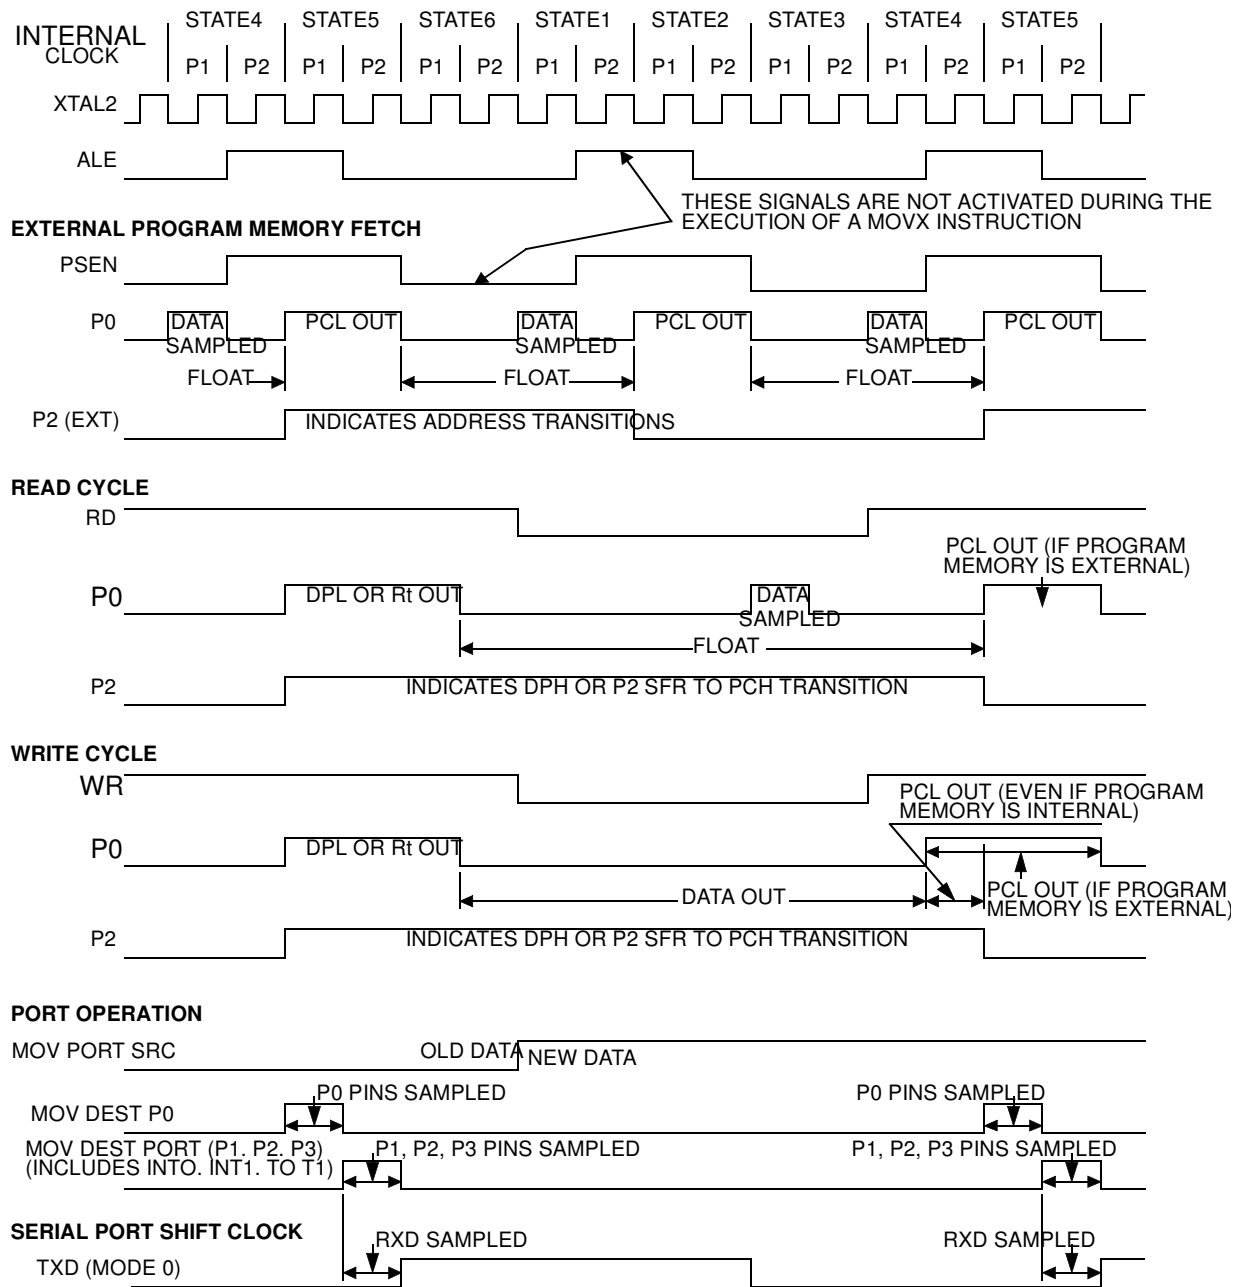 INTERNAL
CLOCK
STATE4 STATE5 STATE6 STATE1 STATE2 STATE3 STATE4 STATE5
P1 P2 P1 P2 P1 P2 P1 P2 P1 P2 P1 P2 P1 P2 P1 P2
XTAL2
ALE
THESE SIGNALS ARE NOT ACTIVATED DURING THE
EXECUTION OF A MOVX INSTRUCTION
EXTERNAL PROGRAM MEMORY FETCH
PSEN
P0 DATA PCL OUT DATA PCL OUT DATA PCL OUT
SAMPLED SAMPLED SAMPLED
FLOAT FLOAT FLOAT
P2 (EXT) INDICATES ADDRESS TRANSITIONS
READ CYCLE
RD
PCL OUT (IF PROGRAM
MEMORY IS EXTERNAL)
P0 DPL OR Rt OUT DATA
SAMPLED
FLOAT
P2 INDICATES DPH OR P2 SFR TO PCH TRANSITION
WRITE CYCLE
WR
PCL OUT (EVEN IF PROGRAM
MEMORY IS INTERNAL)
P0 DPL OR Rt OUT
DATA OUT
PCL OUT (IF PROGRAM
MEMORY IS EXTERNAL)
P2 INDICATES DPH OR P2 SFR TO PCH TRANSITION
PORT OPERATION
MOV PORT SRC OLD DATA NEW DATA
P0 PINS SAMPLED P0 PINS SAMPLED
MOV DEST P0
MOV DEST PORT (P1. P2. P3) P1, P2, P3 PINS SAMPLED P1, P2, P3 PINS SAMPLED
(INCLUDES INTO. INT1. TO T1)
SERIAL PORT SHIFT CLOCK RXD SAMPLED RXD SAMPLED
TXD (MODE 0)